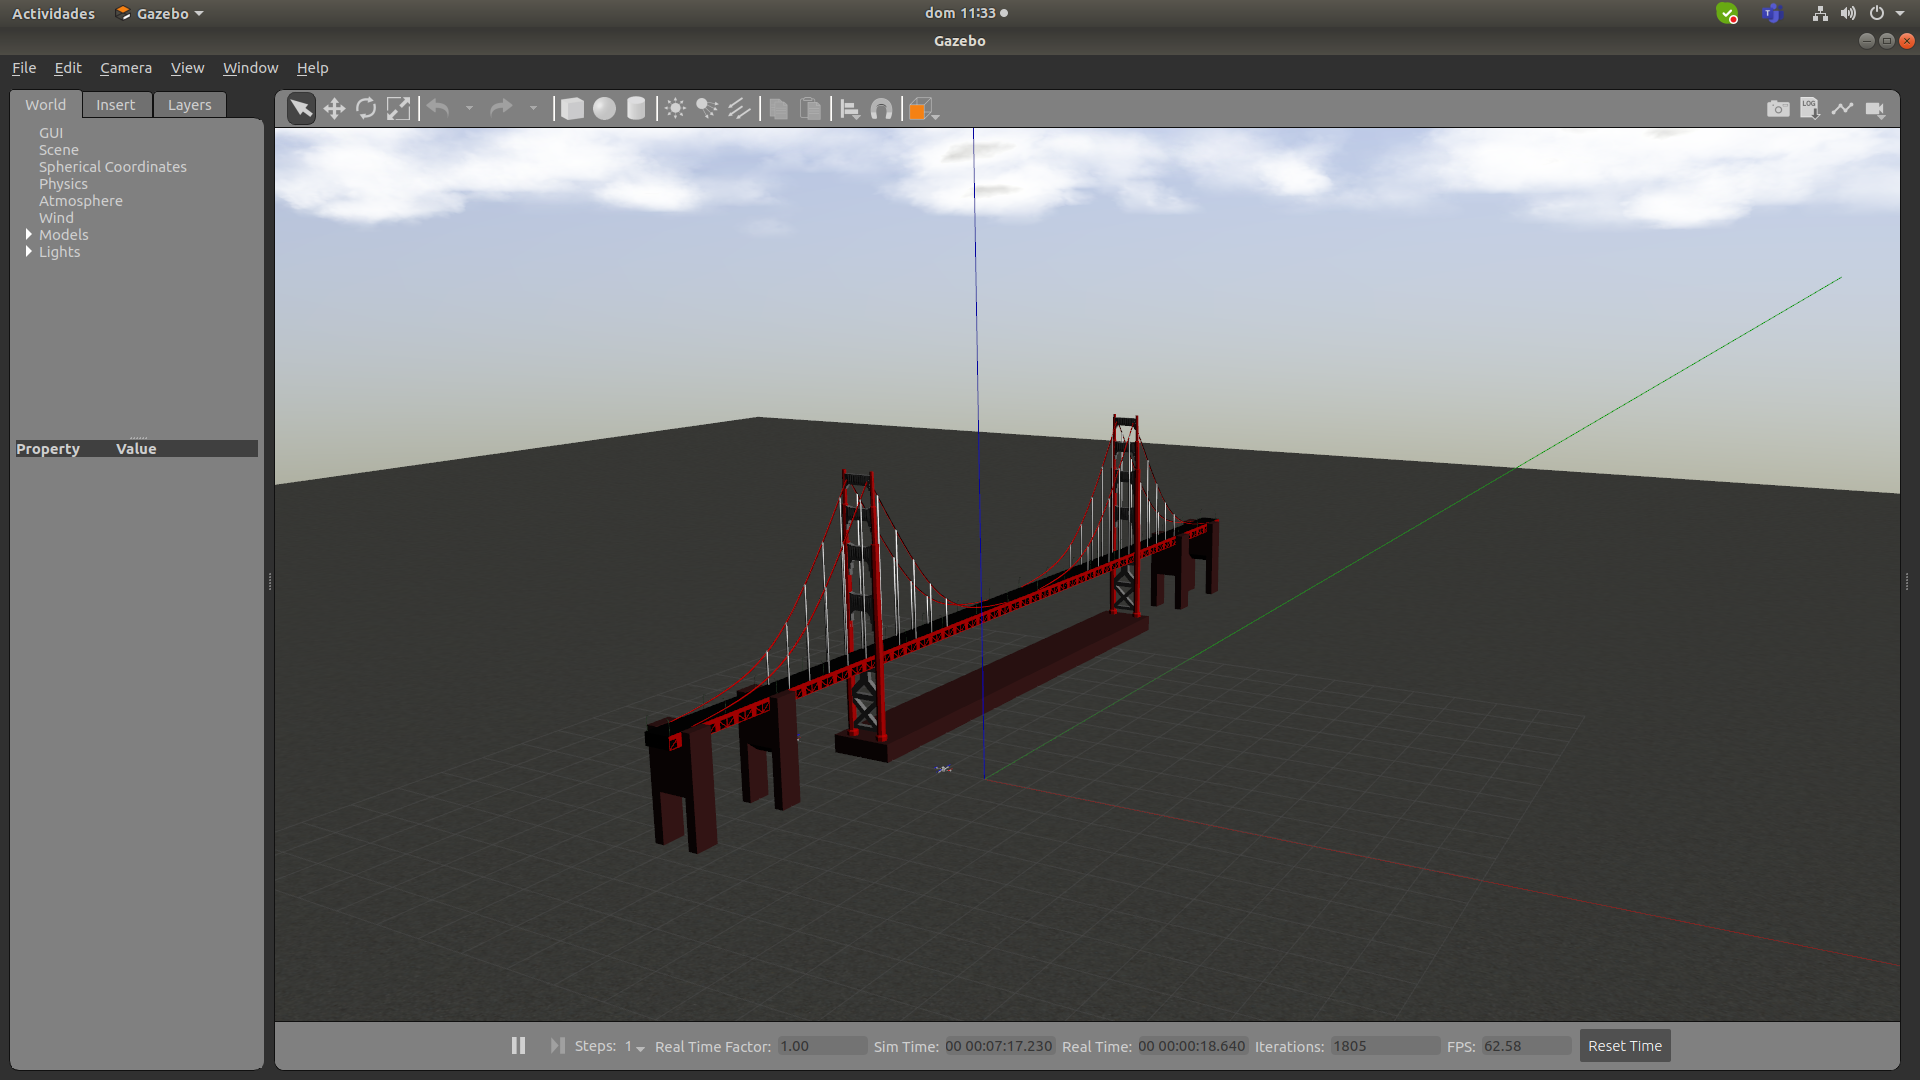 Actividades Gazebo dom 11:33
Gazebo
File Edit Camera View Window Help
World Insert Layers
GUI
Scene
Spherical Coordinates
Physics
Atmosphere
Wind
Models
Lights
Property Value
LOG
Steps: 1 Real Time Factor: 1.00 Sim Time: 00 00:07:17.230 Real Time: 00 00:00:18.640 Iterations: 1805 FPS: 62.58 Reset Time